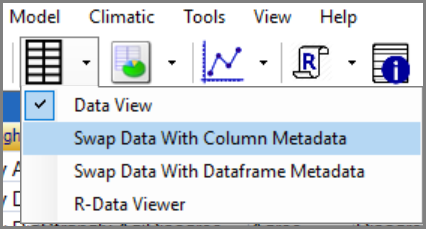 Model Climatic Tools View Help
R
Data View
Swap Data With Column Metadata
Swap Data With Dataframe Metadata
R-Data Viewer